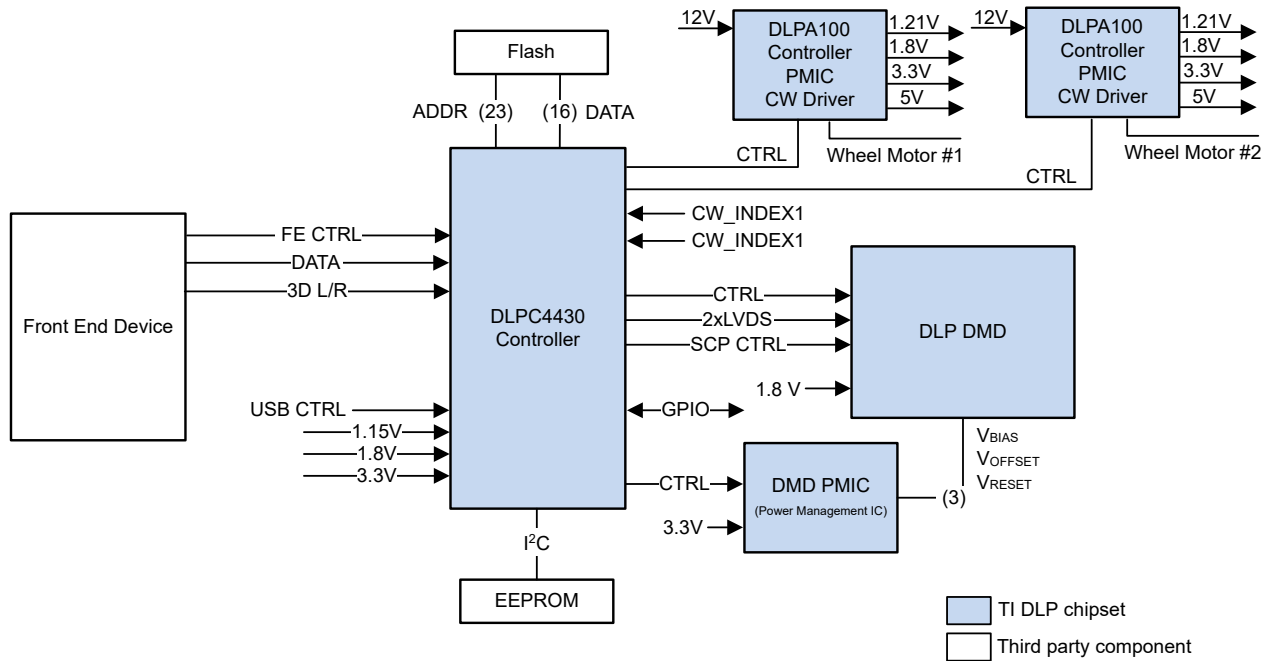 12V
DLPA100
Controller
PMIC
CW Driver
1.21V
1.8V
3.3V
5V
12V
DLPA100
Controller
PMIC
CW Driver
1.21V
1.8V
3.3V
5V
Flash
ADDR (23) (16) DATA
CTRL
Wheel Motor #1
CTRL
Wheel Motor #2
Front End Device
FE CTRL
DATA
3D L/R
DLPC4430
Controller
CW_INDEX1
CW_INDEX1
CTRL
2xLVDS
SCP CTRL
DLP DMD
1.8 V
USB CTRL
1.15V
1.8V
3.3V
GPIO
VBIAS
VOFFSET
VRESET
CTRL
3.3V
DMD PMIC
(Power Management IC)
(3)
I²C
EEPROM
TI DLP chipset
Third party component